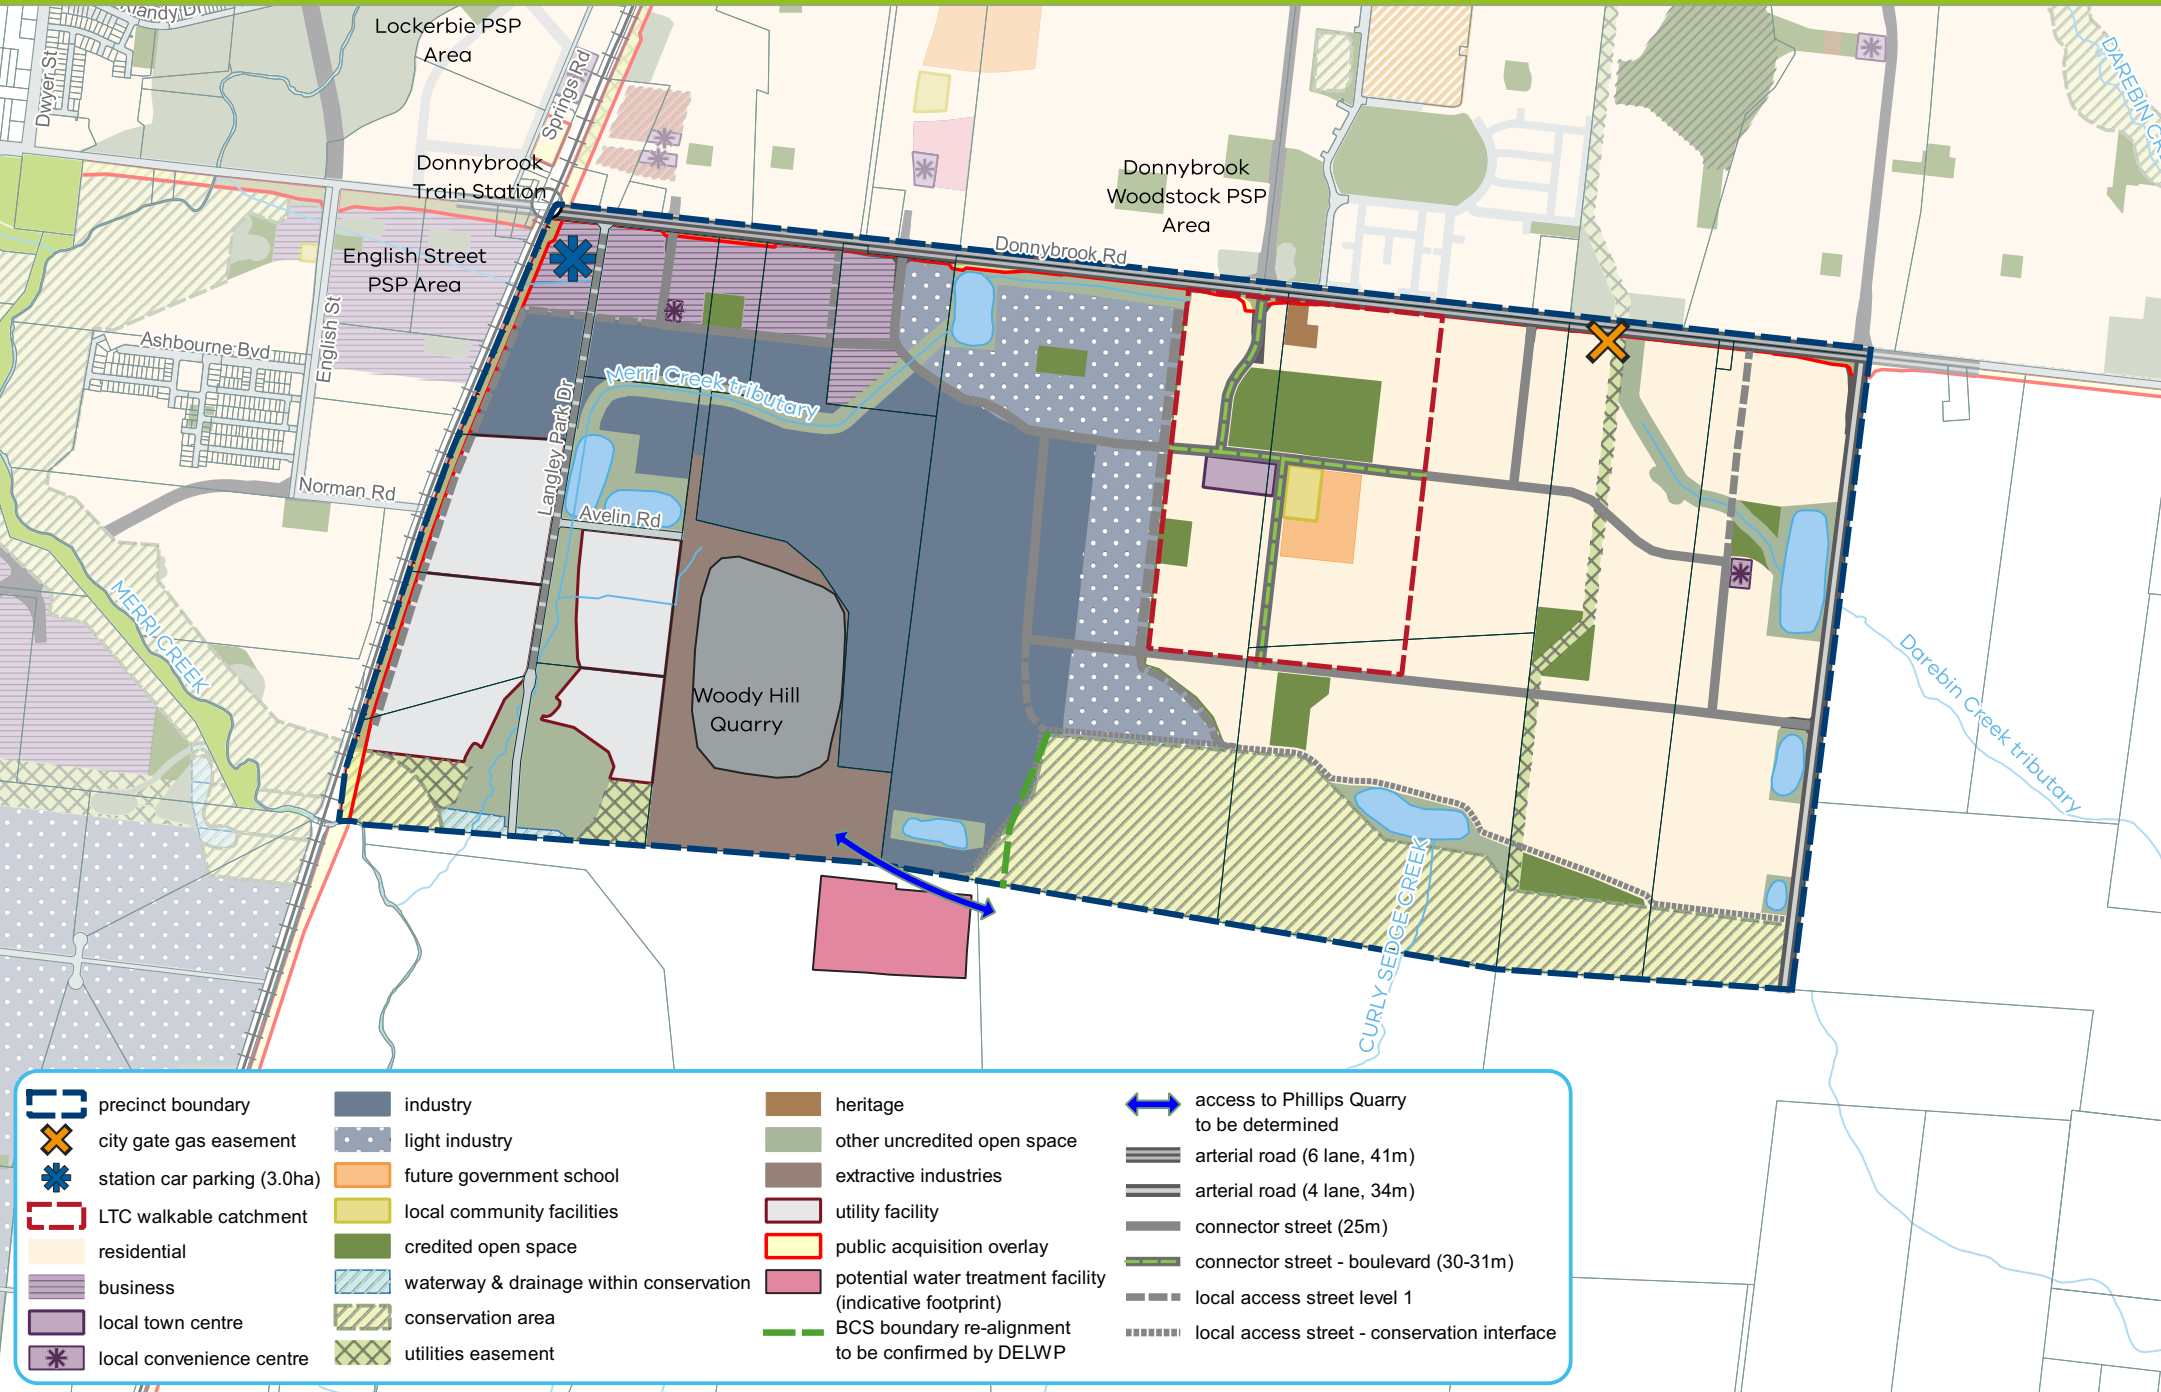 Lockerbie PSP
Area
Dwyer St
Springs Rd
DAREBIN
Donnybrook
Train Station
Donnybrook
Woodstock PSP
Area
English Street
PSP Area
Donnybrook Rd
English St
Ashbourne Bvd
Merri Creek tributary
Langley Park Dr
Norman Rd
Avelin Rd
MERRI CREEK
Woody Hill
Quarry
Darebin Creek tributary
CURLY SEDGE CREEK
precinct boundary
city gate gas easement
station car parking (3.0ha)
LTC walkable catchment
residential
business
local town centre
local convenience centre
industry
light industry
future government school
local community facilities
credited open space
waterway & drainage within conservation
conservation area
utilities easement
heritage
other uncredited open space
extractive industries
utility facility
public acquisition overlay
potential water treatment facility
(indicative footprint)
BCS boundary re-alignment
to be confirmed by DELWP
access to Phillips Quarry
to be determined
arterial road (6 lane, 41m)
arterial road (4 lane, 34m)
connector street (25m)
connector street - boulevard (30-31m)
local access street level 1
local access street - conservation interface